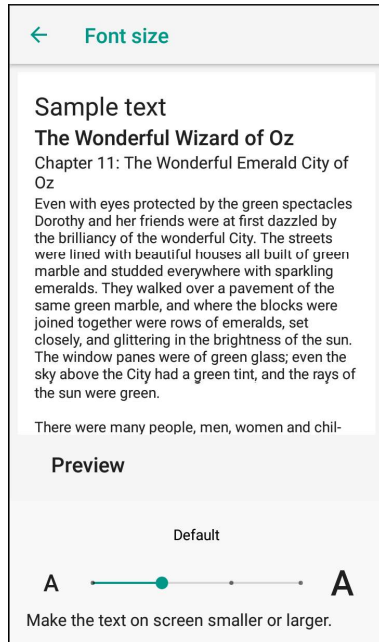 Font size
Sample text
The Wonderful Wizard of Oz
Chapter 11: The Wonderful Emerald City of
Oz
Even with eyes protected by the green spectacles
Dorothy and her friends were at first dazzled by
the brilliancy of the wonderful City. The streets
were lined with beautiful houses all built of green
marble and studded everywhere with sparkling
emeralds. They walked over a pavement of the
same green marble, and where the blocks were
joined together were rows of emeralds, set
closely, and glittering in the brightness of the sun.
The window panes were of green glass; even the
sky above the City had a green tint, and the rays of
the sun were green.
There were many people, men, women and chil-
Preview
Default
A A
Make the text on screen smaller or larger.